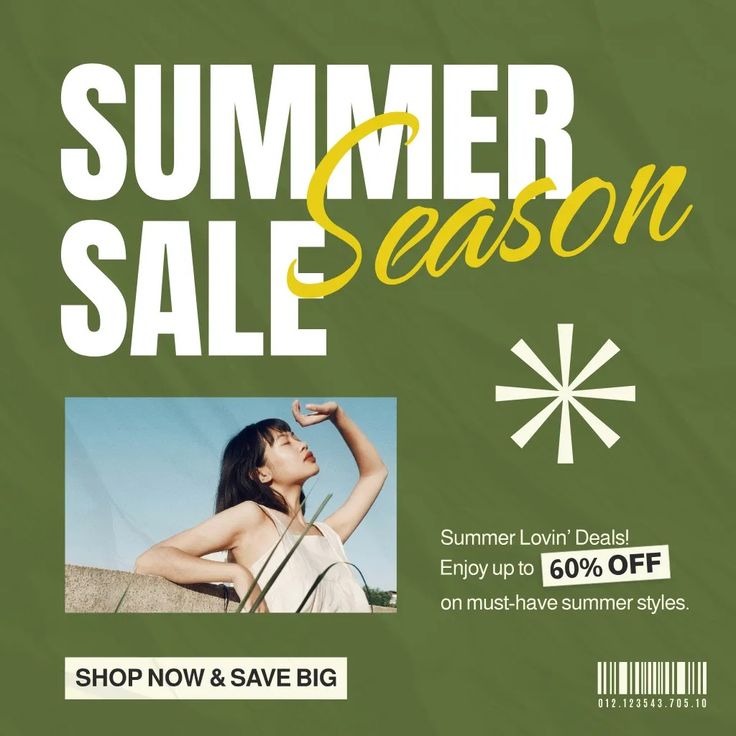 SUMMER
Season
SALE
Summer Lovin’ Deals!
Enjoy up to 60% OFF
on must-have summer styles.
SHOP NOW & SAVE BIG
012.123543.705.10